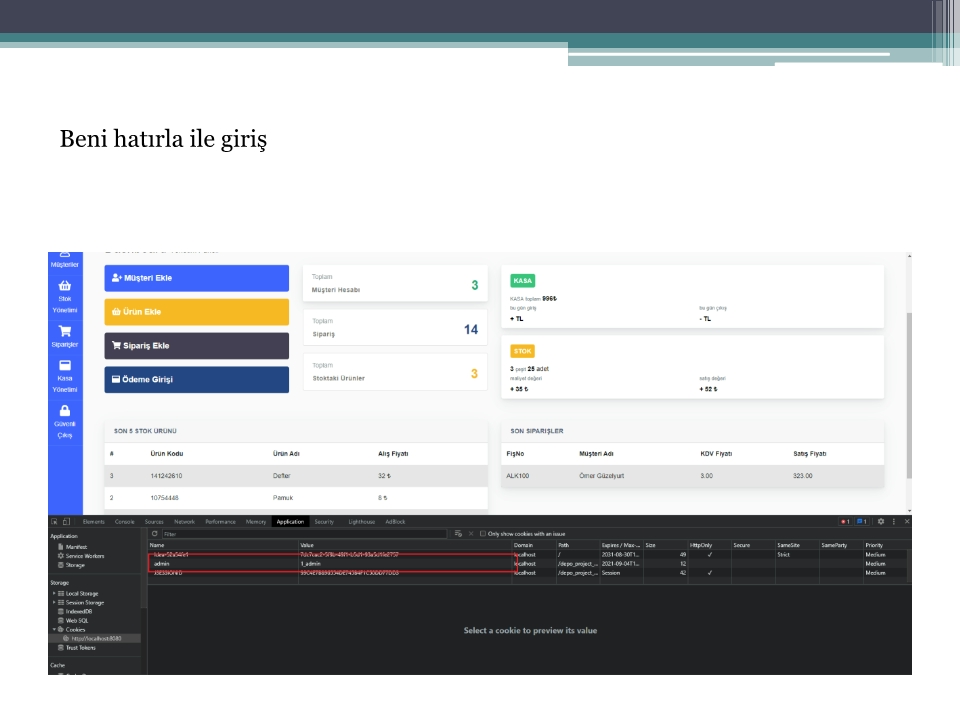 Beni hatırla ile giriş
Müşteriler
Stok
Yönetimi
Siparişler
Kasa
Yönetimi
Güvenli
Çıkış
Müşteri Ekle
Ürün Ekle
Sipariş Ekle
Ödeme Girişi
Toplam
Müşteri Hesabı
3
Toplam
Sipariş
14
Toplam
Stoktaki Ürünler
3
KASA
KASA toplam 996₺
bu gün giriş
bu gün çıkış
+ TL
- TL
STOK
3 çeşit 25 adet
maliyet değeri
satış değeri
+ 35 ₺
+ 52 ₺
SON 5 STOK ÜRÜNÜ
# Ürün Kodu Ürün Adı Alış Fiyatı
3 141242610 Defter 32 ₺
2 10754448 Pamuk 8 ₺
SON SİPARİŞLER
FişNo Müşteri Adı KDV Fiyatı Satış Fiyatı
ALK100 Ömer Güzelyurt 3.00 323.00
Elements Console Sources Network Performance Memory Application Security Lighthouse AdBlock
1 1
Application
Manifest
Service Workers
Storage
Storage
Local Storage
Session Storage
IndexedDB
Web SQL
Cookies
http://localhost:8080
Trust Tokens
Cache
Filter
Only show cookies with an issue
Name Value Domain Path Expires / Max-... Size HttpOnly Secure SameSite SameParty Priority
localhost / 2031-08-30T1... 49 ✓ Strict Medium
admin 1_admin localhost /depo_project_... 2021-09-04T1... 12 Medium
JSESSIONID localhost /depo_project_... Session 42 ✓ Medium
Select a cookie to preview its value